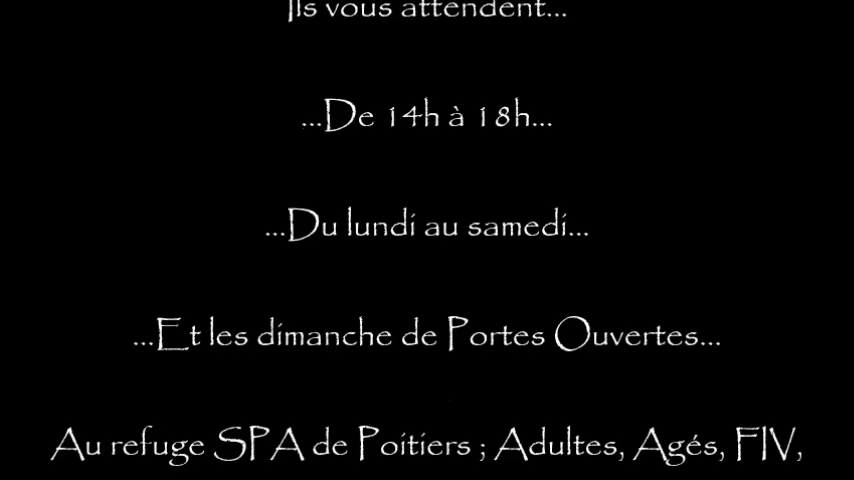 Ils vous attendent...
...De 14h à 18h...
...Du lundi au samedi...
...Et les dimanche de Portes Ouvertes...
Au refuge SPA de Poitiers ; Adultes, Agés, FIV,